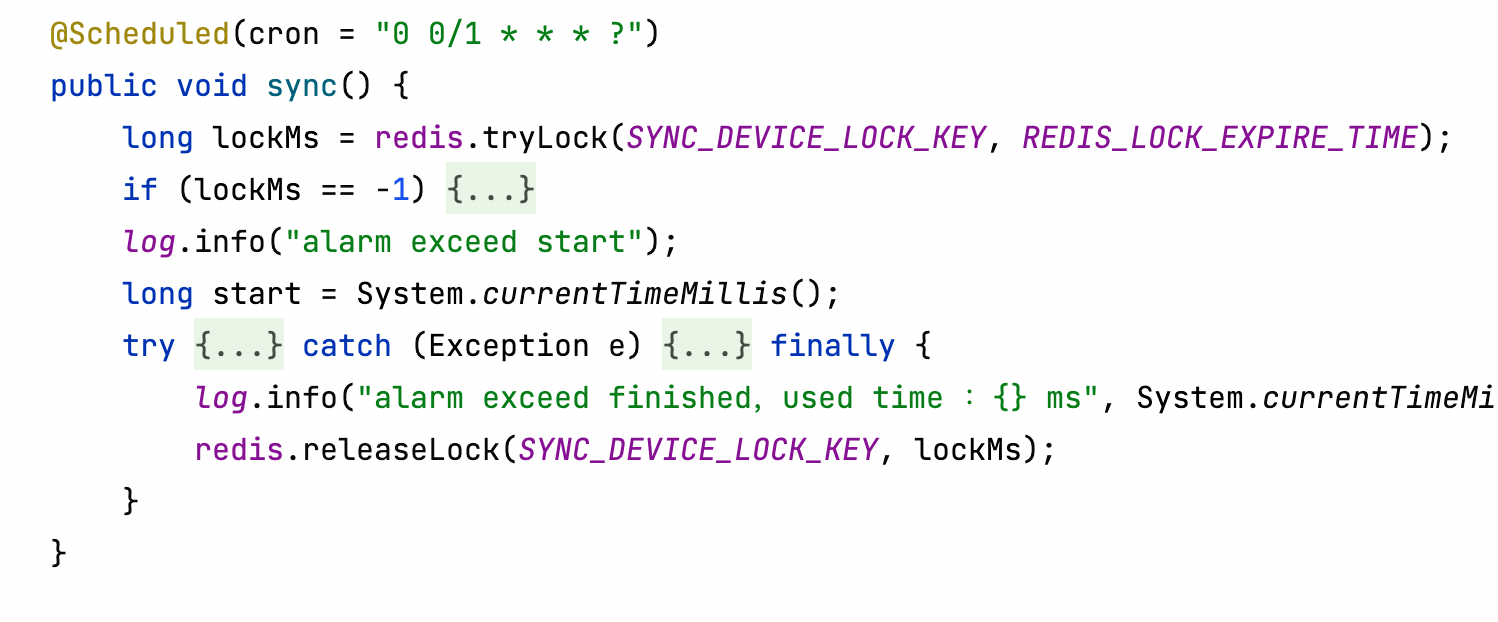 @Scheduled(cron = "0 0/1 * * * ?")
public void sync() {
    long lockMs = redis.tryLock(SYNC_DEVICE_LOCK_KEY, REDIS_LOCK_EXPIRE_TIME);
    if (lockMs == -1) {...}
    log.info("alarm exceed start");
    long start = System.currentTimeMillis();
    try {...} catch (Exception e) {...} finally {
        log.info("alarm exceed finished, used time : {} ms", System.currentTimeMi
        redis.releaseLock(SYNC_DEVICE_LOCK_KEY, lockMs);
    }
}